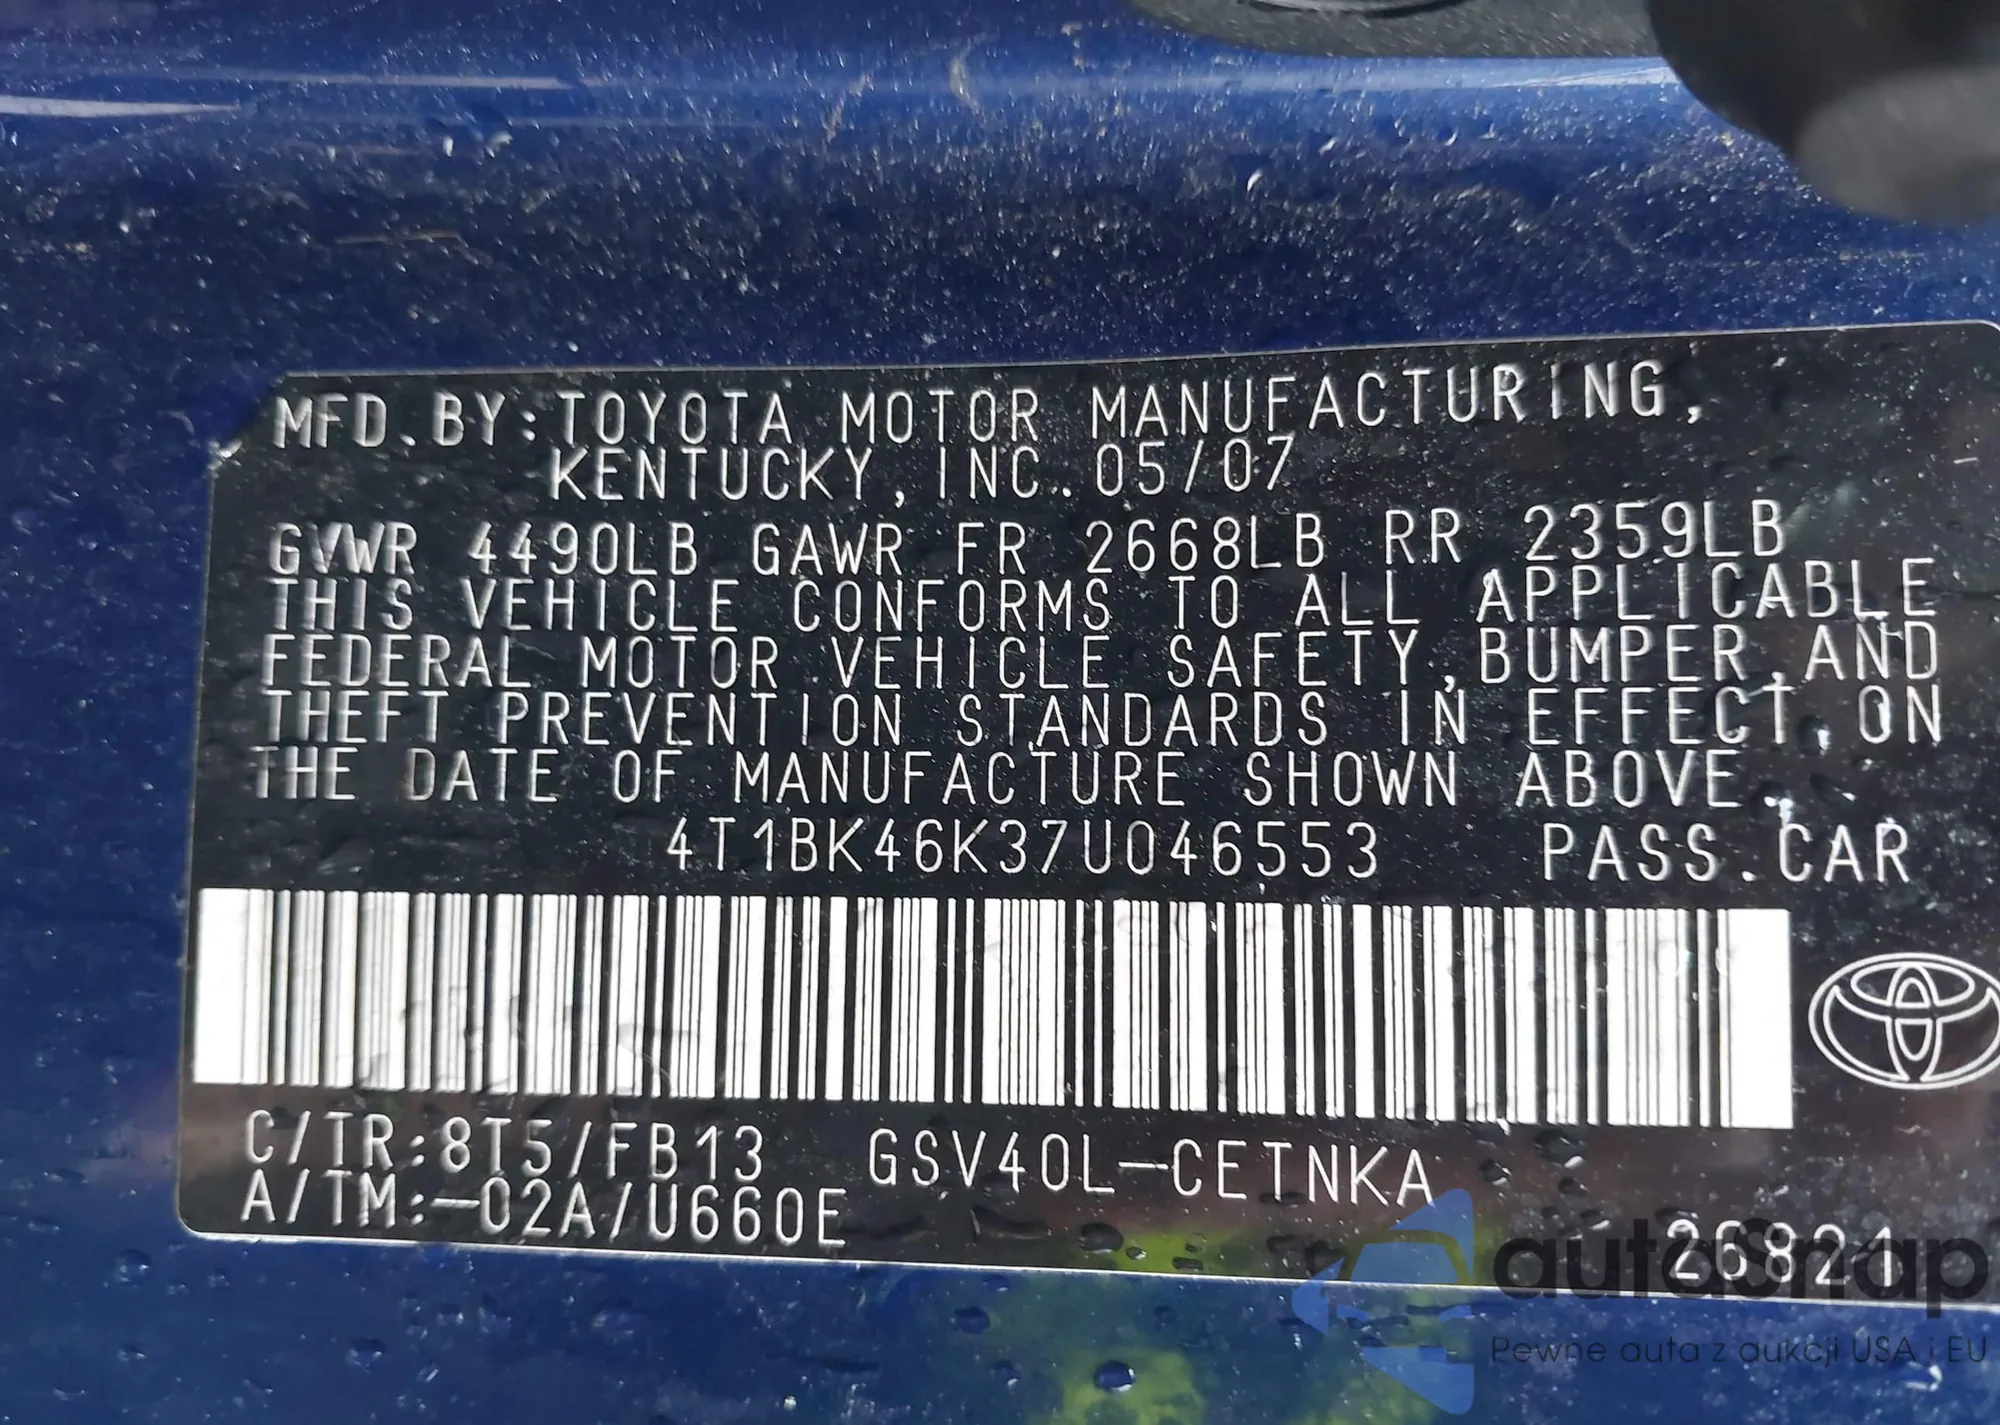 MFD.BY:TOYOTA MOTOR MANUFACTURING,
KENTUCKY, INC. 05/07
GVWR 4490LB GAWR FR 2668LB RR 2359LB
THIS VEHICLE CONFORMS TO ALL APPLICABLE
FEDERAL MOTOR VEHICLE SAFETY,BUMPER,AND
THEFT PREVENTION STANDARDS IN EFFECT,ON
THE DATE OF MANUFACTURE SHOWN ABOVE.
4T1BK46K37U046553 PASS.CAR
C/TR:8T5/FB13 GSV40L-CETNKA
A/TM:-02A/U660E
26821
autoSnap
Pewne auta z aukcji USA i EU